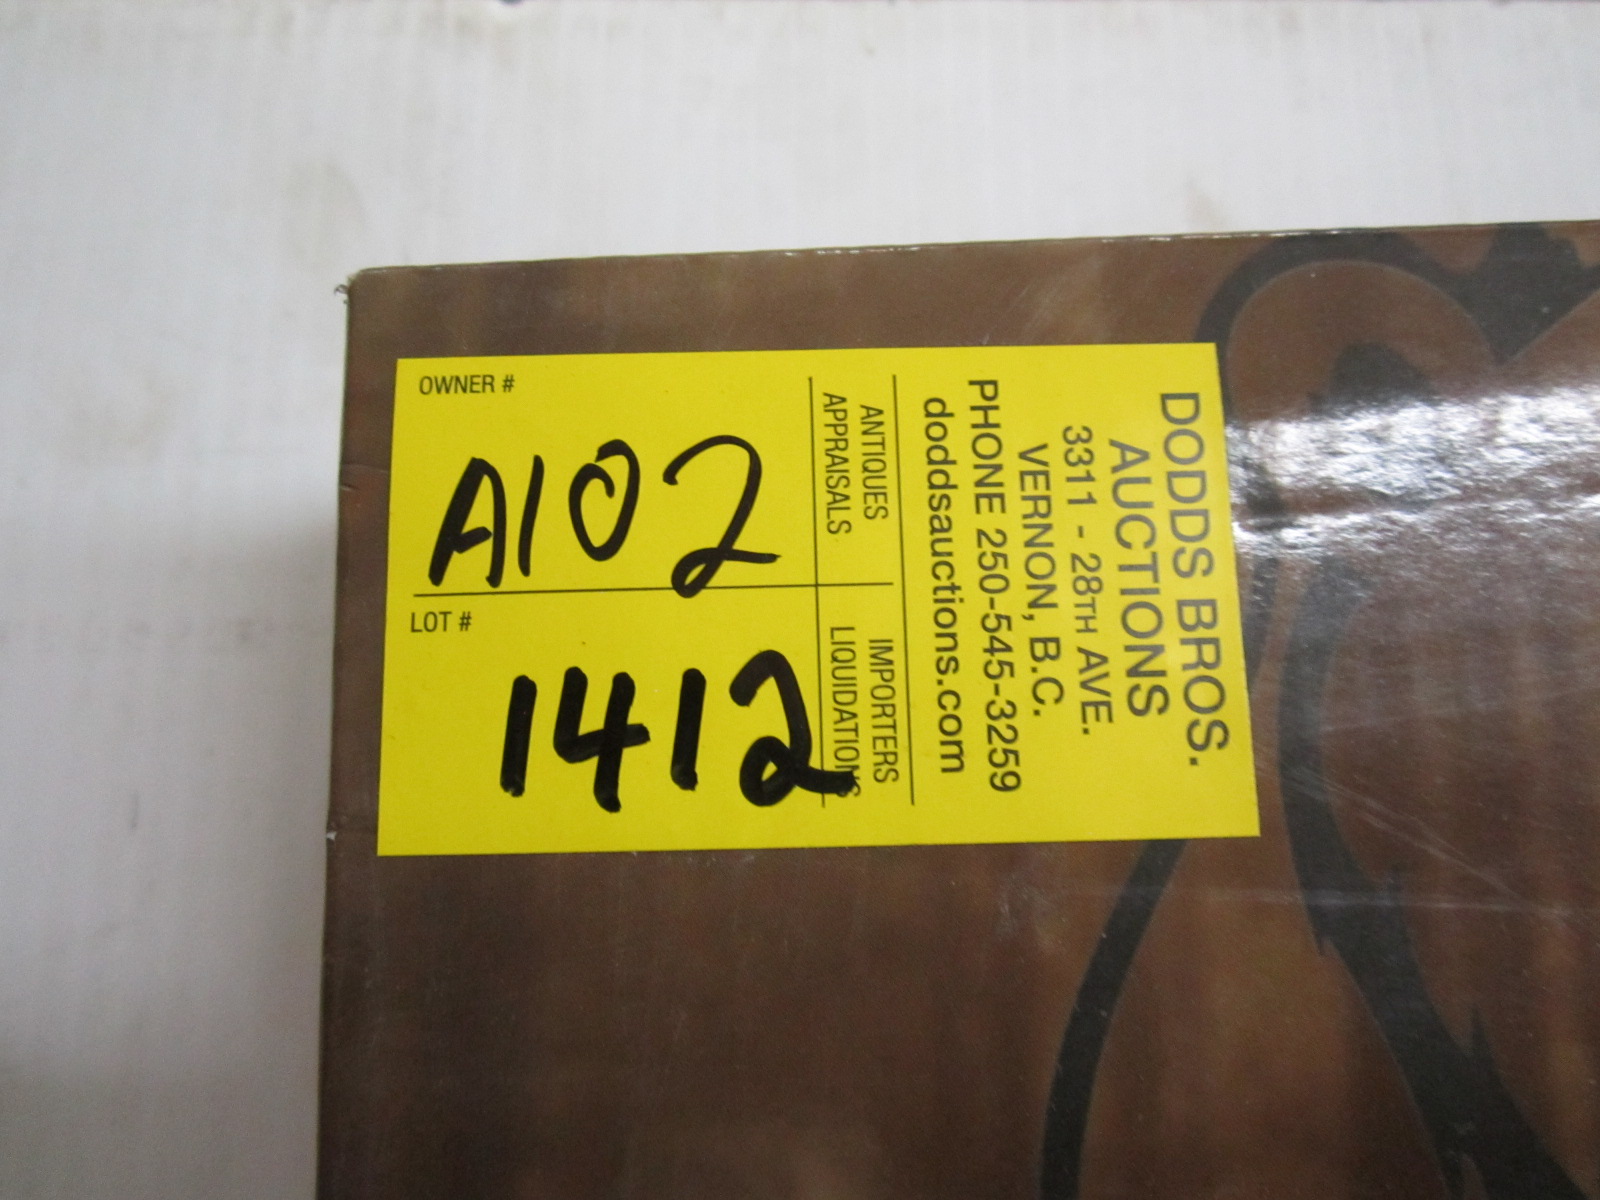 DODDS BROS.
AUCTIONS
3311 - 28TH AVE.
VERNON, B.C.
PHONE 250-545-3259
doddsauctions.com
ANTIQUES
APPRAISALS
IMPORTERS
LIQUIDATIONS
OWNER #
A102
LOT #
1412